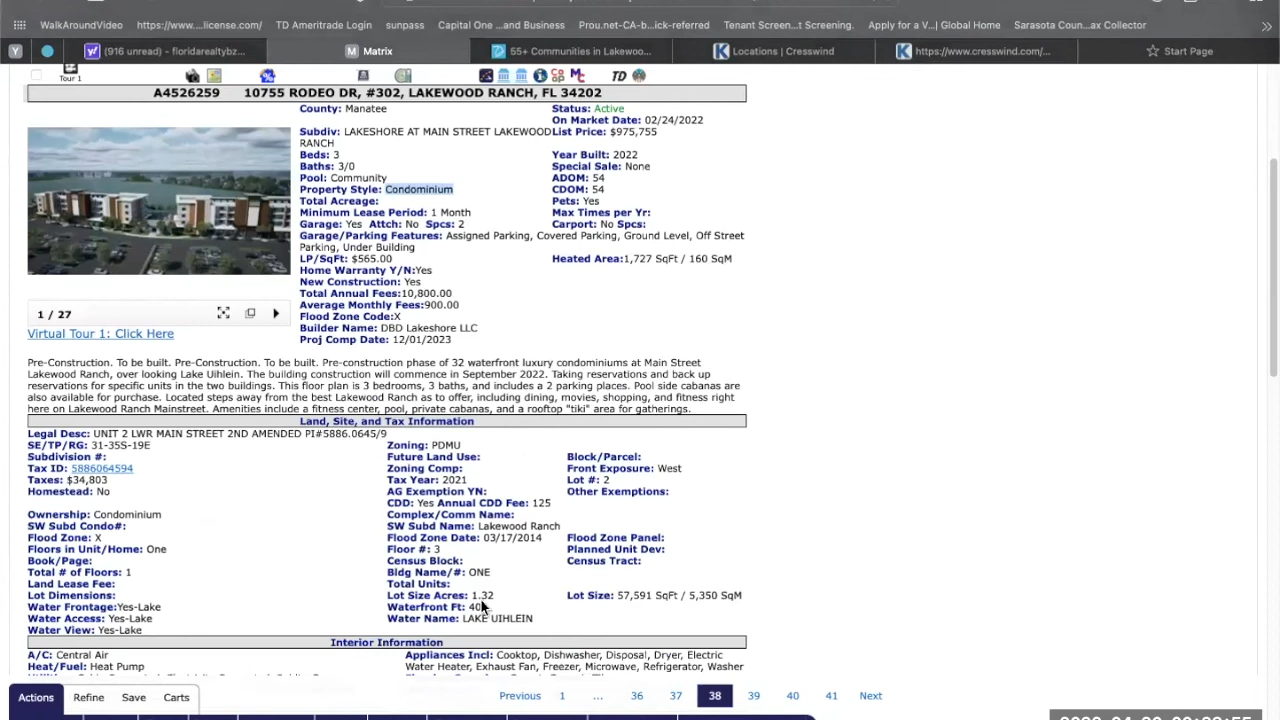 WalkAroundVideo https://www....license.com/ TD Ameritrade Login sunpass Capital One ...and Business Prou.net-CA-b...ick-referred Tenant Screen...t Screening. Apply for a V...| Global Home Sarasota Coun...ax Collector
Y (916 unread) - floridarealtybz... Matrix 55+ Communities in Lakewoo... Locations | Cresswind https://www.cresswind.com/... Start Page
Tour 1
TD
A4526259 10755 RODEO DR, #302, LAKEWOOD RANCH, FL 34202
County: Manatee Status: Active
On Market Date: 02/24/2022
Subdiv: LAKESHORE AT MAIN STREET LAKEWOOD List Price: $975,755
RANCH
Beds: 3 Year Built: 2022
Baths: 3/0 Special Sale: None
Pool: Community ADOM: 54
Property Style: Condominium CDOM: 54
Total Acreage: Pets: Yes
Minimum Lease Period: 1 Month Max Times per Yr:
Garage: Yes Attch: No Spcs: 2 Carport: No Spcs:
Garage/Parking Features: Assigned Parking, Covered Parking, Ground Level, Off Street
Parking, Under Building
LP/SqFt: $565.00 Heated Area:1,727 SqFt / 160 SqM
Home Warranty Y/N:Yes
New Construction: Yes
Total Annual Fees:10,800.00
Average Monthly Fees:900.00
Flood Zone Code:X
Builder Name: DBD Lakeshore LLC
Proj Comp Date: 12/01/2023
1 / 27
Virtual Tour 1: Click Here
Pre-Construction. To be built. Pre-Construction. To be built. Pre-construction phase of 32 waterfront luxury condominiums at Main Street
Lakewood Ranch, over looking Lake Uihlein. The building construction will commence in September 2022. Taking reservations and back up
reservations for specific units in the two buildings. This floor plan is 3 bedrooms, 3 baths, and includes a 2 parking places. Pool side cabanas are
also available for purchase. Located steps away from the best Lakewood Ranch as to offer, including dining, movies, shopping, and fitness right
here on Lakewood Ranch Mainstreet. Amenities include a fitness center, pool, private cabanas, and a rooftop "tiki" area for gatherings.
Land, Site, and Tax Information
Legal Desc: UNIT 2 LWR MAIN STREET 2ND AMENDED PI#5886.0645/9
SE/TP/RG: 31-35S-19E Zoning: PDMU
Subdivision #: Future Land Use: Block/Parcel:
Tax ID: 5886064594 Zoning Comp: Front Exposure: West
Taxes: $34,803 Tax Year: 2021 Lot #: 2
Homestead: No AG Exemption YN: Other Exemptions:
CDD: Yes Annual CDD Fee: 125
Ownership: Condominium Complex/Comm Name:
SW Subd Condo#: SW Subd Name: Lakewood Ranch
Flood Zone: X Flood Zone Date: 03/17/2014 Flood Zone Panel:
Floors in Unit/Home: One Floor #: 3 Planned Unit Dev:
Book/Page: Census Block: Census Tract:
Total # of Floors: 1 Bldg Name/#: ONE
Land Lease Fee: Total Units:
Lot Dimensions: Lot Size Acres: 1.32 Lot Size: 57,591 SqFt / 5,350 SqM
Water Frontage:Yes-Lake Waterfront Ft:
Water Access: Yes-Lake Water Name: LAKE UIHLEIN
Water View: Yes-Lake
Interior Information
A/C: Central Air Appliances Incl: Cooktop, Dishwasher, Disposal, Dryer, Electric
Heat/Fuel: Heat Pump Water Heater, Exhaust Fan, Freezer, Microwave, Refrigerator, Washer
Actions Refine Save Carts Previous 1 ... 36 37 38 39 40 41 Next